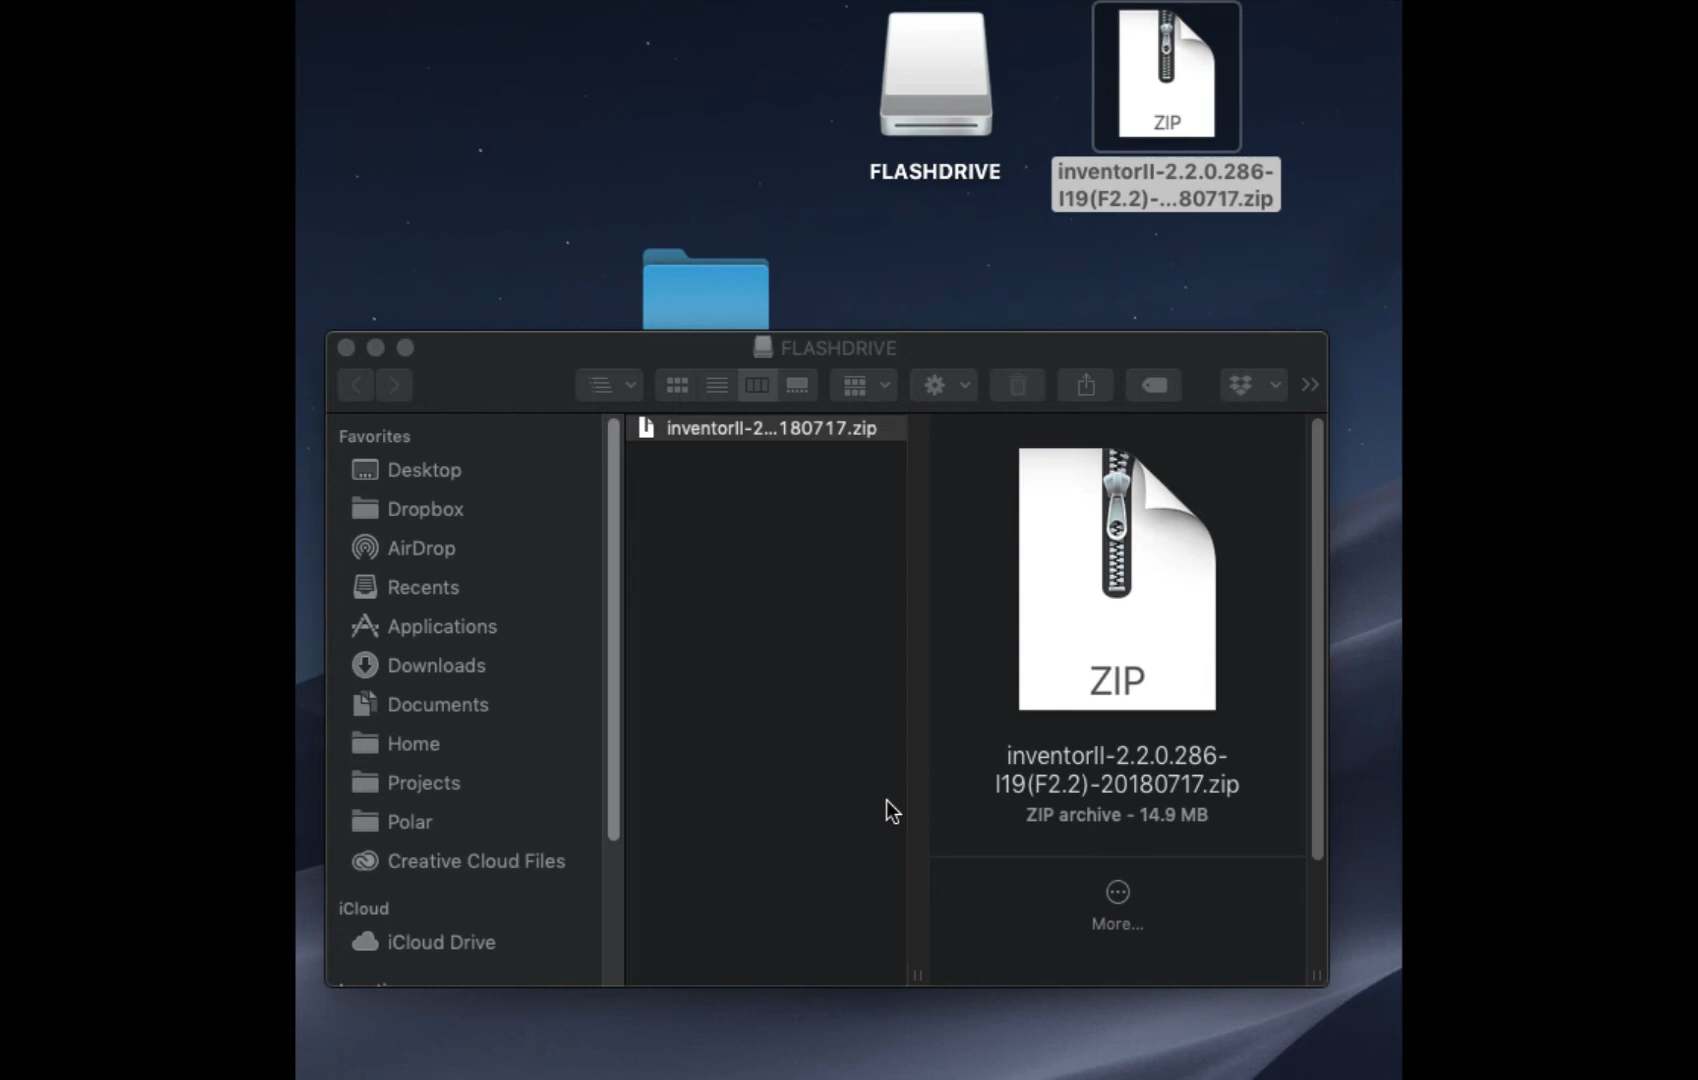 ZIP
FLASHDRIVE
inventorII-2.2.0.286-
I19(F2.2)-...80717.zip
FLASHDRIVE
Favorites
Desktop
Dropbox
AirDrop
Recents
Applications
Downloads
Documents
Home
Projects
Polar
Creative Cloud Files
iCloud
iCloud Drive
inventorII-2...180717.zip
ZIP
inventorII-2.2.0.286-
I19(F2.2)-20180717.zip
ZIP archive - 14.9 MB
More...